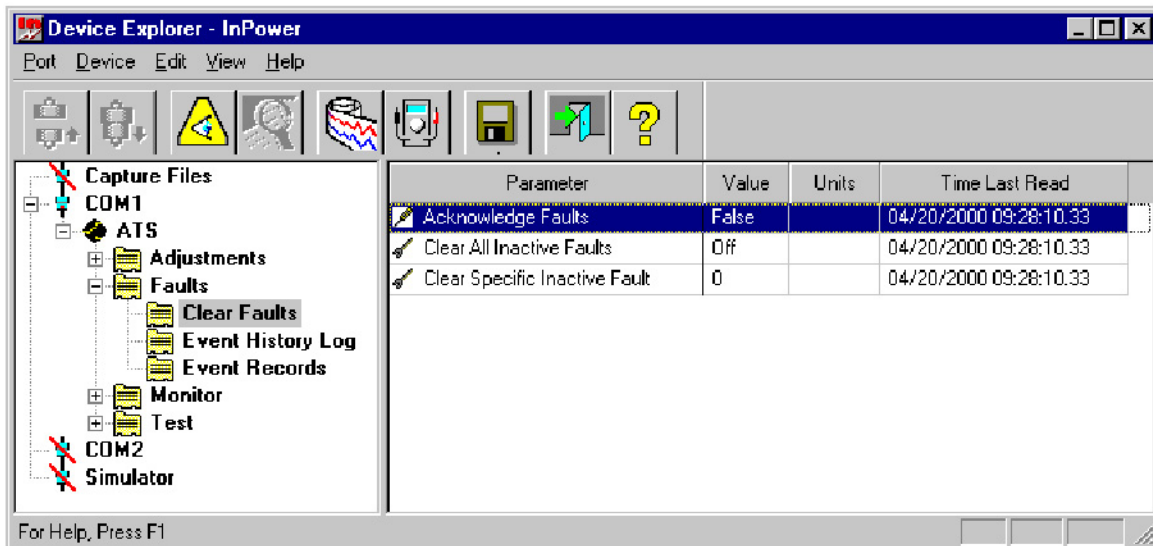 Device Explorer - InPower
Port Device Edit View Help
Capture Files
COM1
ATS
Adjustments
Faults
Clear Faults
Event History Log
Event Records
Monitor
Test
COM2
Simulator
Parameter Value Units Time Last Read
Acknowledge Faults False 04/20/2000 09:28:10.33
Clear All Inactive Faults Off 04/20/2000 09:28:10.33
Clear Specific Inactive Fault 0 04/20/2000 09:28:10.33
For Help, Press F1